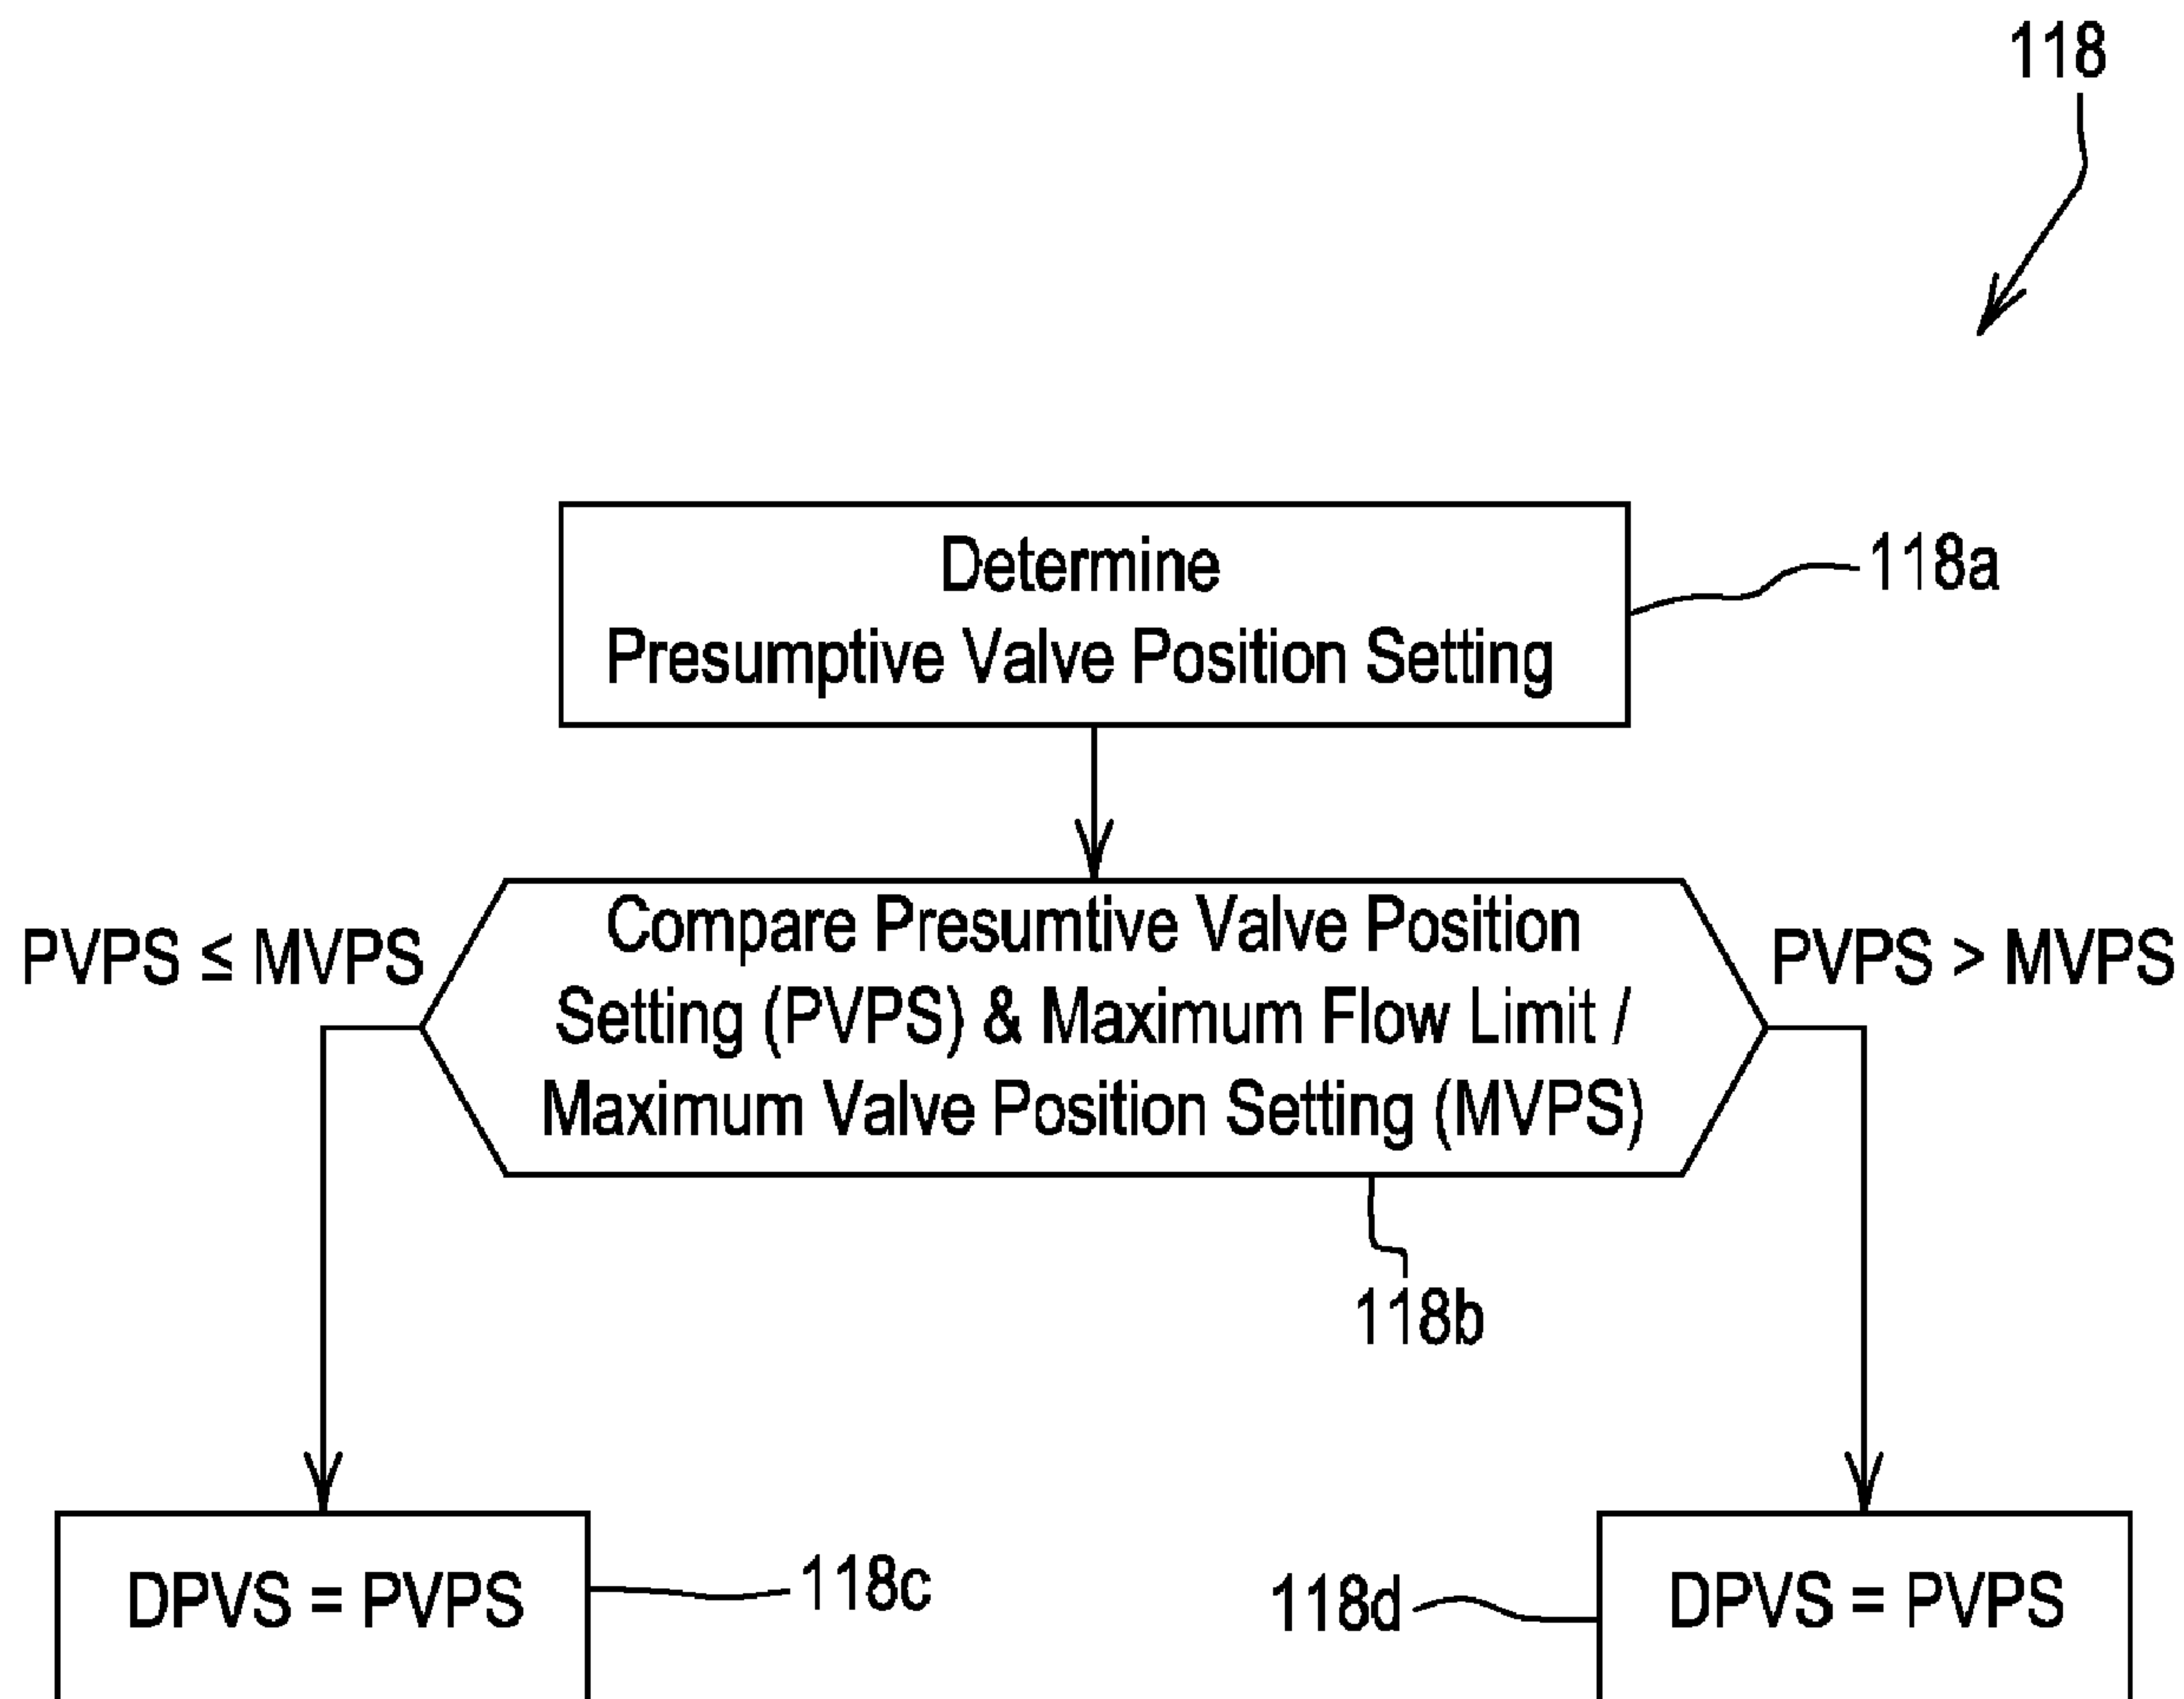 118
Determine
Presumptive Valve Position Setting
118a
PVPS ≤ MVPS
Compare Presumtive Valve Position
Setting (PVPS) & Maximum Flow Limit /
Maximum Valve Position Setting (MVPS)
PVPS > MVPS
118b
DPVS = PVPS
118c
118d
DPVS = PVPS